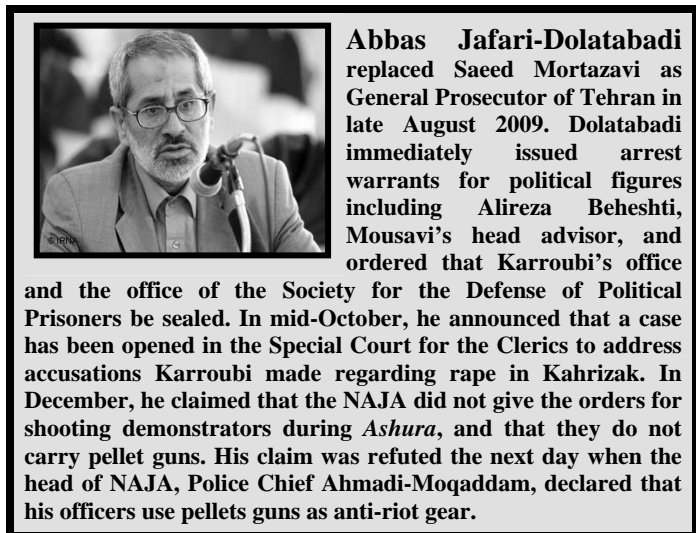 Abbas Jafari-Dolatabadi
replaced Saeed Mortazavi as
General Prosecutor of Tehran in
late August 2009. Dolatabadi
immediately issued arrest
warrants for political figures
including Alireza Beheshti,
Mousavi’s head advisor, and
ordered that Karroubi’s office
and the office of the Society for the Defense of Political
Prisoners be sealed. In mid-October, he announced that a case
has been opened in the Special Court for the Clerics to address
accusations Karroubi made regarding rape in Kahrizak. In
December, he claimed that the NAJA did not give the orders for
shooting demonstrators during Ashura, and that they do not
carry pellet guns. His claim was refuted the next day when the
head of NAJA, Police Chief Ahmadi-Moqaddam, declared that
his officers use pellets guns as anti-riot gear.
© IRNA